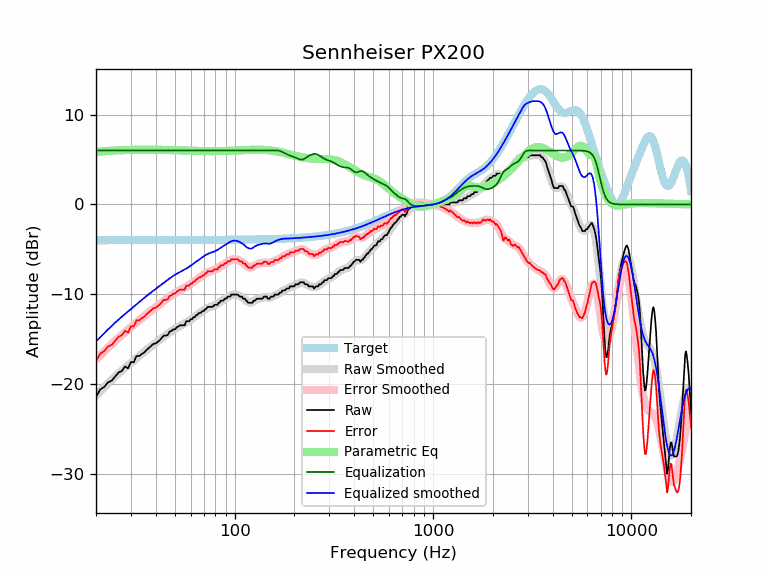 Sennheiser PX200
10
0
−10
−20
−30
Amplitude (dBr)
Target
Raw Smoothed
Error Smoothed
Raw
Error
Parametric Eq
Equalization
Equalized smoothed
100
1000
10000
Frequency (Hz)